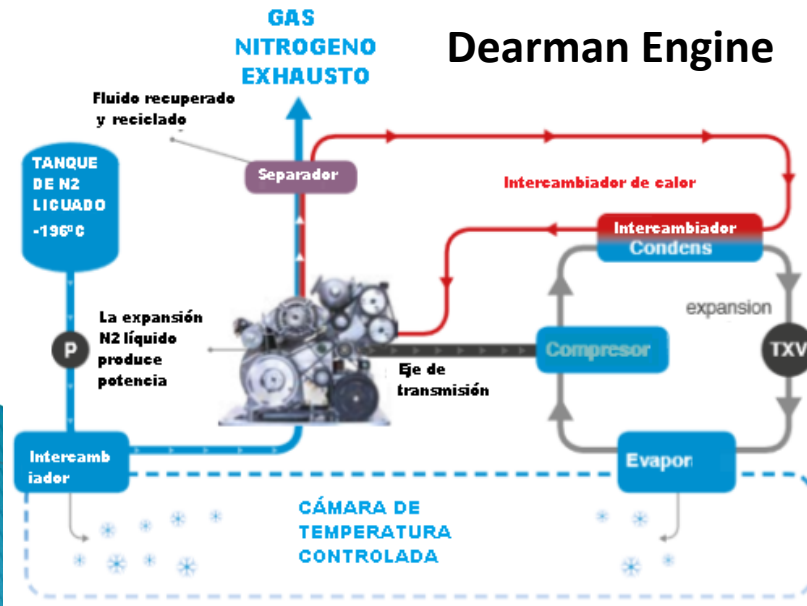 GAS
NITROGENO
EXHAUSTO
Dearman Engine
Fluido recuperado
y reciclado
TANQUE
DE N2
LICUADO
-196ºC
Separador
Intercambiador de calor
Intercambiador
Condens
La expansión
N2 líquido
produce
potencia
P
expansion
Compresor
TXV
Eje de
transmisión
Intercamb
iador
Evapor
CÁMARA DE
TEMPERATURA
CONTROLADA